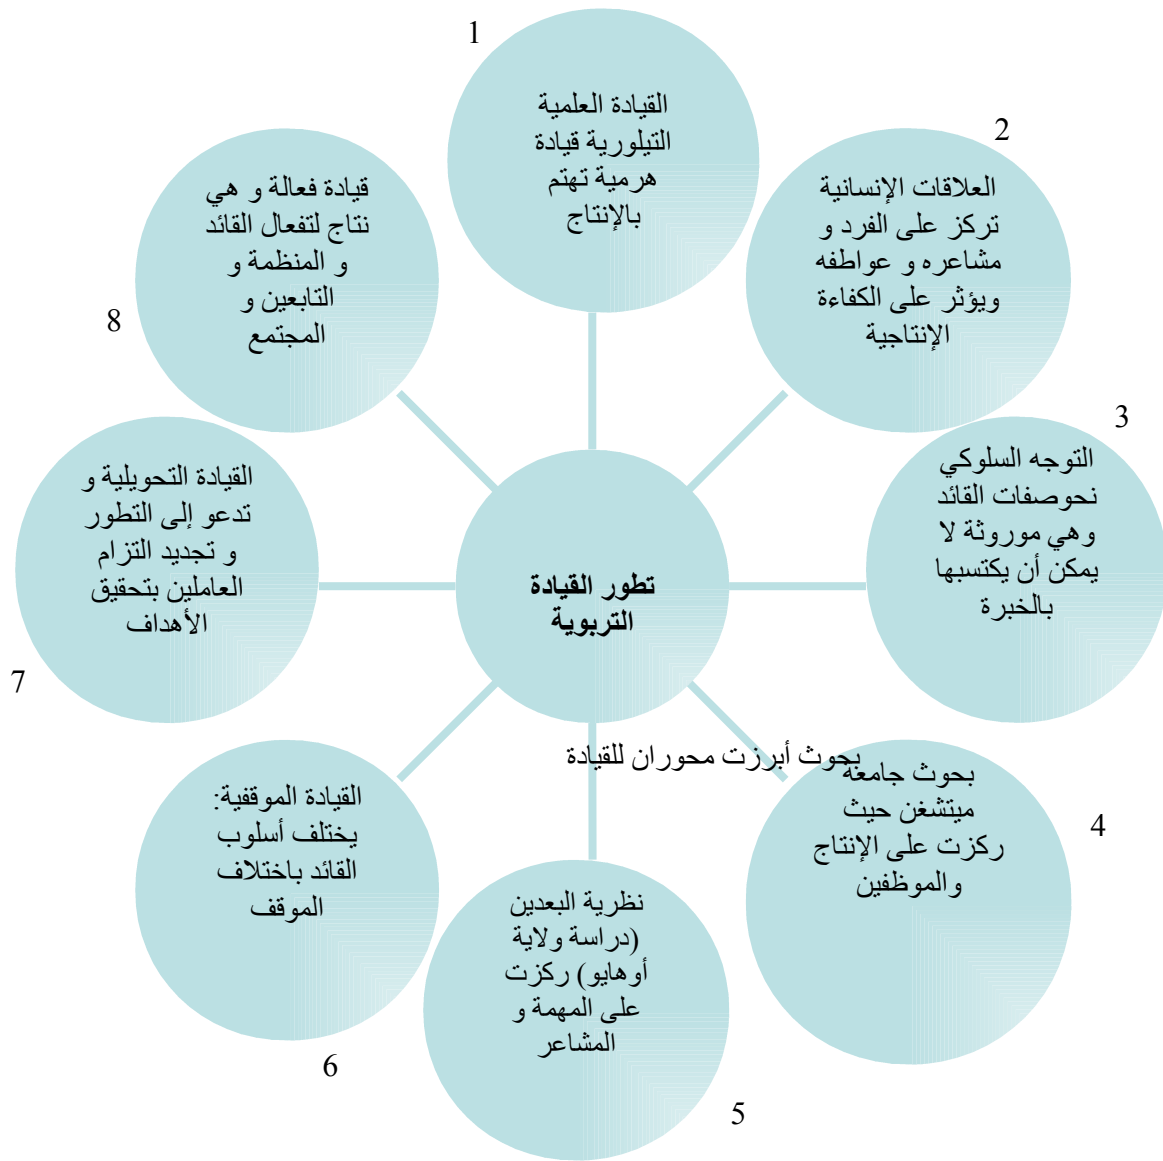 1
القيادة العلمية
التيلورية قيادة
هرمية تهتم
بالإنتاج
2
العلاقات الإنسانية
تركز على الفرد و
مشاعره و عواطفه
ويؤثر على الكفاءة
الإنتاجية
3
التوجه السلوكي
نحوصفات القائد
وهي موروثة لا
يمكن أن يكتسبها
بالخبرة
بحوث أبرزت محوران للقيادة
4
بحوث جامعة
ميتشغن حيث
ركزت على الإنتاج
والموظفين
5
نظرية البعدين
(دراسة ولاية
أوهايو) ركزت
على المهمة و
المشاعر
6
القيادة الموقفية:
يختلف أسلوب
القائد باختلاف
الموقف
7
القيادة التحويلية و
تدعو إلى التطور
و تجديد التزام
العاملين بتحقيق
الأهداف
8
قيادة فعالة و هي
نتاج لتفعال القائد
و المنظمة و
التابعين و
المجتمع
تطور القيادة
التربوية